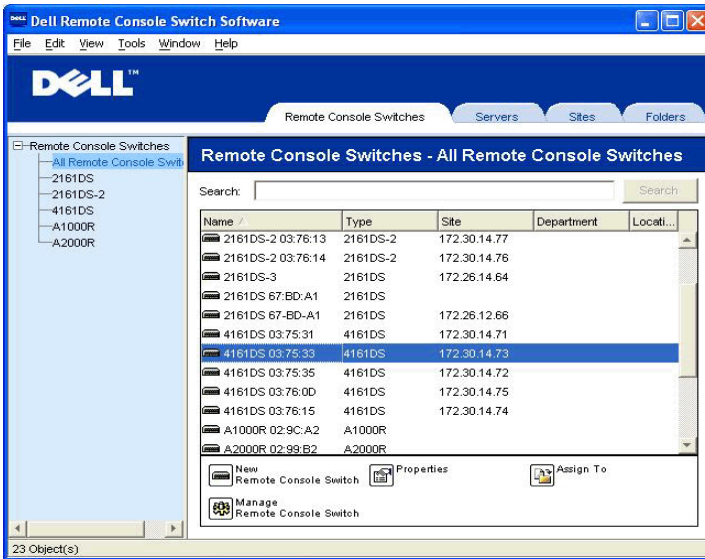 DELL Dell Remote Console Switch Software
File Edit View Tools Window Help
DELL™
Remote Console Switches Servers Sites Folders
Remote Console Switches
All Remote Console Swit
2161DS
2161DS-2
4161DS
A1000R
A2000R
Remote Console Switches - All Remote Console Switches
Search: Search
Name Type Site Department Locati...
2161DS-2 03:76:13 2161DS-2 172.30.14.77
2161DS-2 03:76:14 2161DS-2 172.30.14.76
2161DS-3 2161DS 172.26.14.64
2161DS 67:BD:A1 2161DS
2161DS 67-BD-A1 2161DS 172.26.12.66
4161DS 03:75:31 4161DS 172.30.14.71
4161DS 03:75:33 4161DS 172.30.14.73
4161DS 03:75:35 4161DS 172.30.14.72
4161DS 03:76:0D 4161DS 172.30.14.75
4161DS 03:76:15 4161DS 172.30.14.74
A1000R 02:9C:A2 A1000R
A2000R 02:99:B2 A2000R
New Remote Console Switch Properties Assign To
Manage Remote Console Switch
23 Object(s)